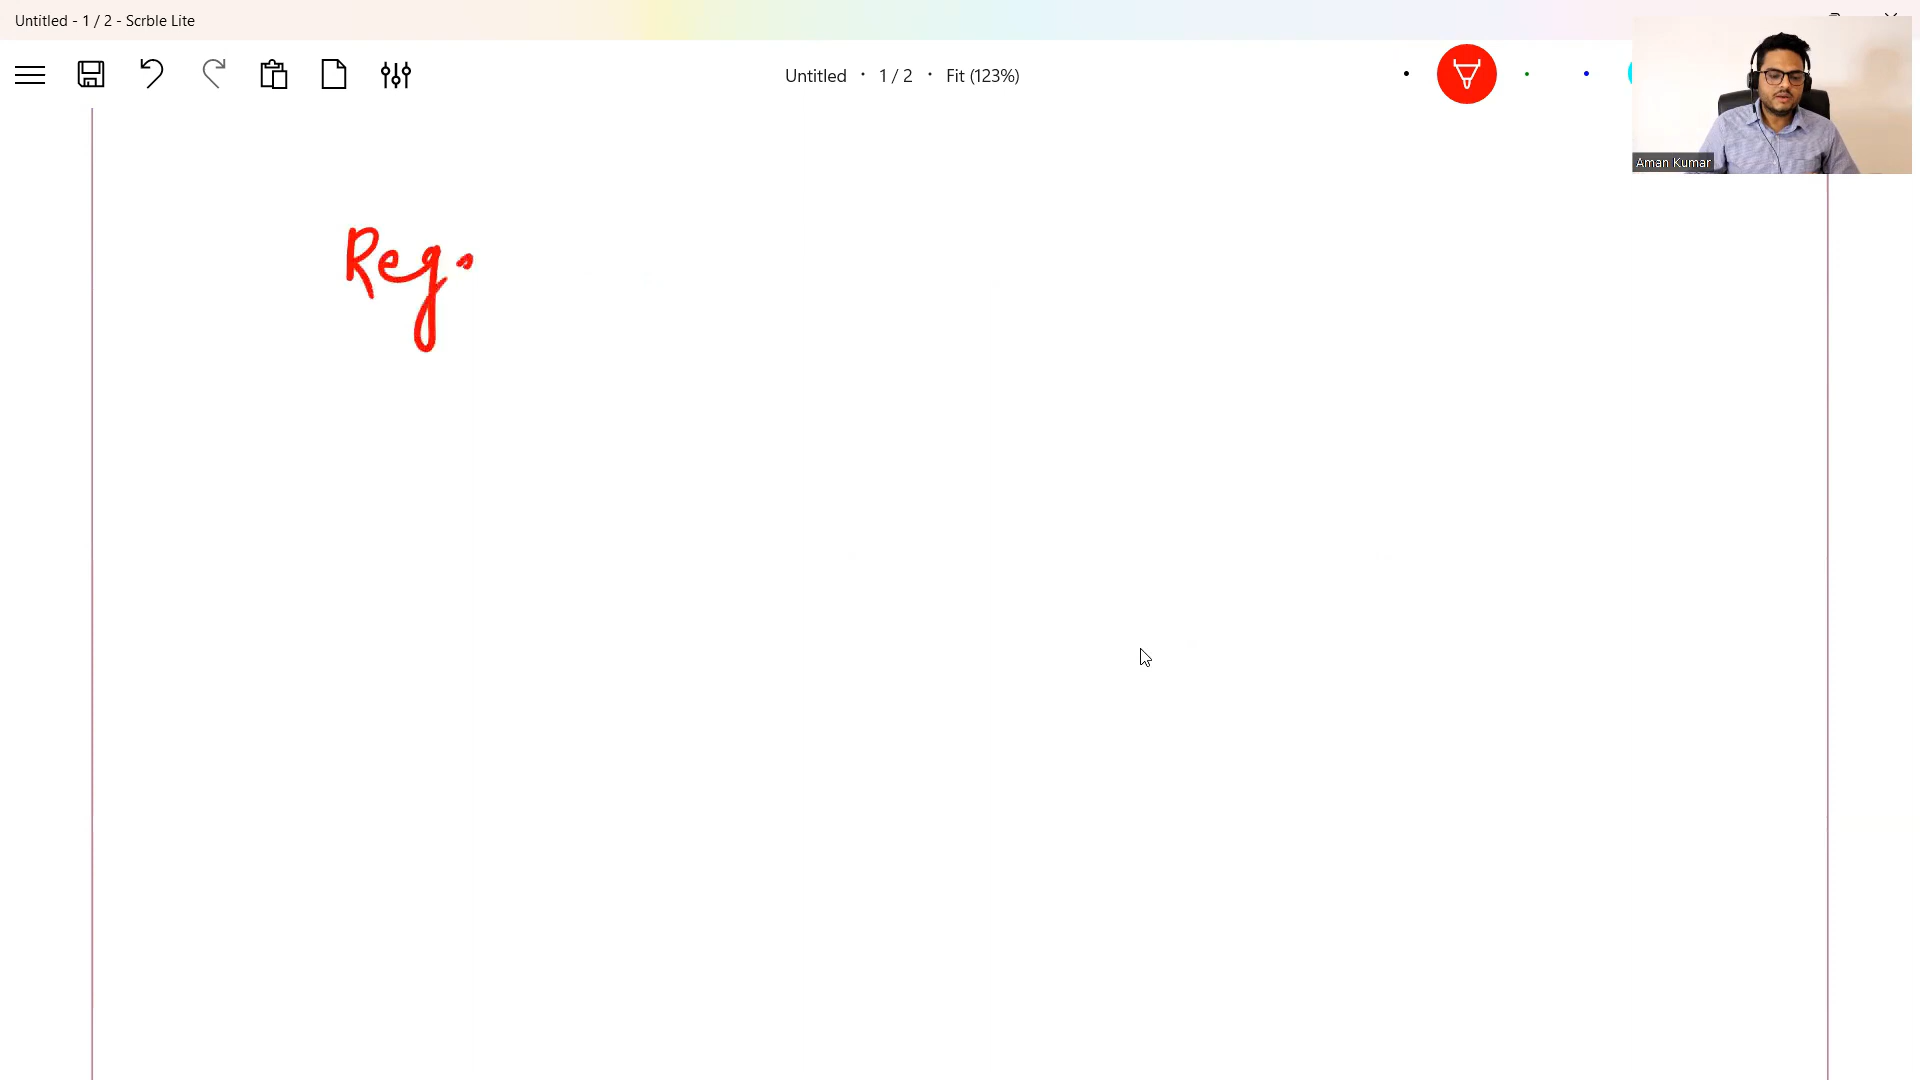 Untitled - 1 / 2 - Scrble Lite
Untitled • 1 / 2 • Fit (123%)
Aman Kumar
Reg.